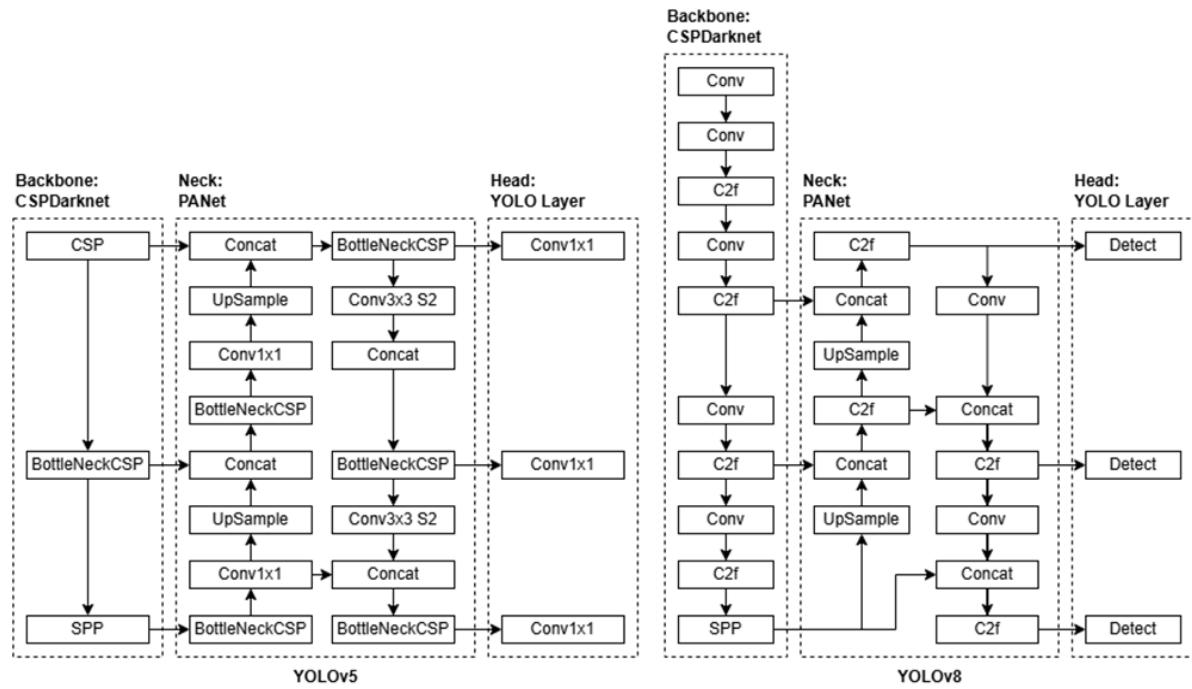 Backbone:
CSPDarknet
Neck:
PANet
Head:
YOLO Layer
CSP
BottleNeckCSP
SPP
Concat
UpSample
Conv1x1
BottleNeckCSP
Concat
UpSample
Conv1x1
BottleNeckCSP
BottleNeckCSP
Conv3x3 S2
Concat
BottleNeckCSP
Conv3x3 S2
Concat
BottleNeckCSP
Conv1x1
Conv1x1
Conv1x1
YOLOv5
Backbone:
CSPDarknet
Conv
Conv
C2f
Conv
C2f
Conv
C2f
Conv
C2f
SPP
Neck:
PANet
C2f
Concat
UpSample
C2f
Concat
UpSample
Conv
Concat
C2f
Conv
Concat
C2f
Head:
YOLO Layer
Detect
Detect
Detect
YOLOv8